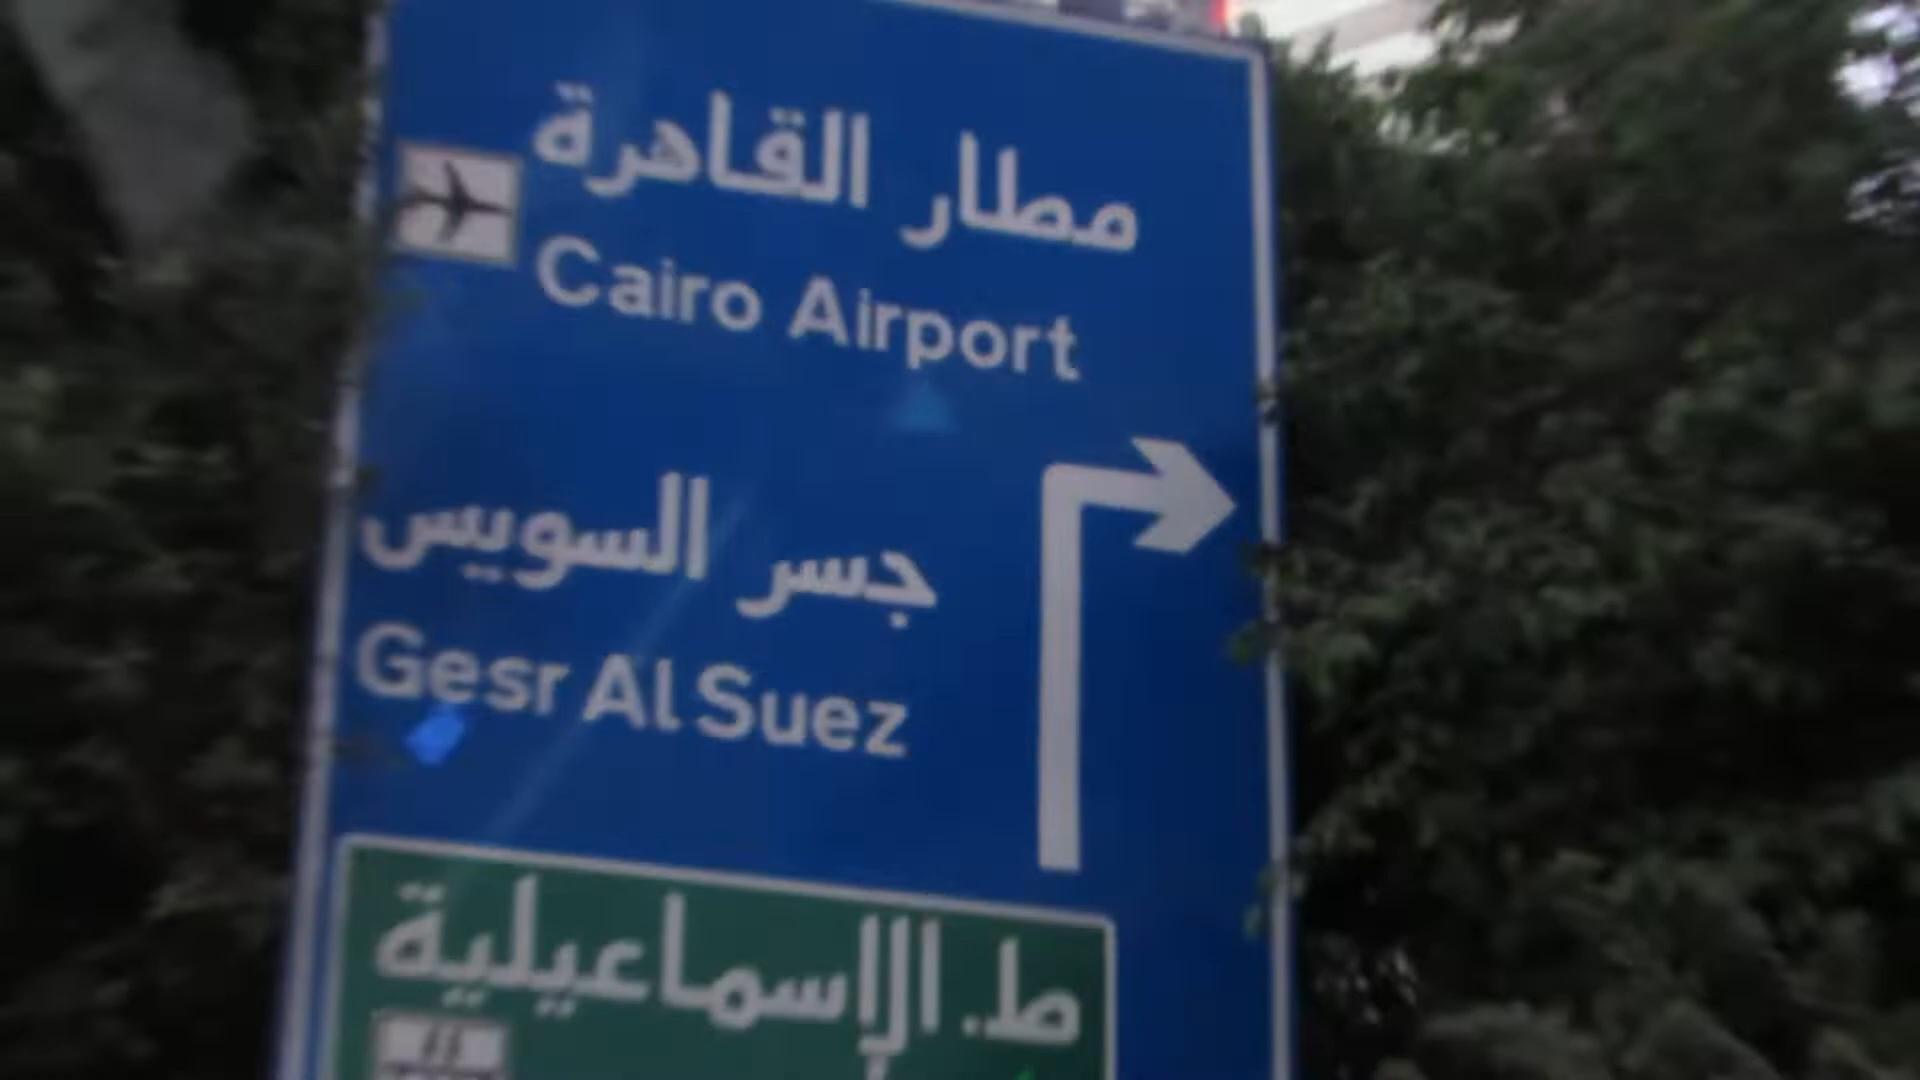 مطار القاهرة
Cairo Airport
جسر السويس
Gesr Al Suez
ط. الإسماعيلية